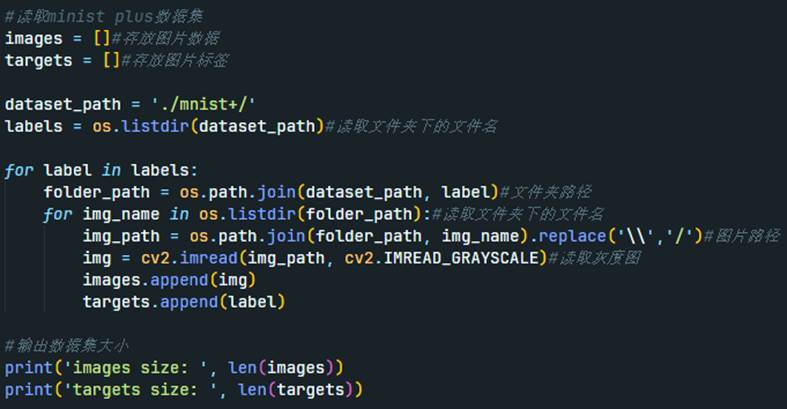 #读取minist plus数据集
images = []#存放图片数据
targets = []#存放图片标签
dataset_path = './mnist+/'
labels = os.listdir(dataset_path)#读取文件夹下的文件名
for label in labels:
    folder_path = os.path.join(dataset_path, label)#文件夹路径
    for img_name in os.listdir(folder_path):#读取文件夹下的文件名
        img_path = os.path.join(folder_path, img_name).replace('\\','/')#图片路径
        img = cv2.imread(img_path, cv2.IMREAD_GRAYSCALE)#读取灰度图
        images.append(img)
        targets.append(label)
#输出数据集大小
print('images size: ', len(images))
print('targets size: ', len(targets))